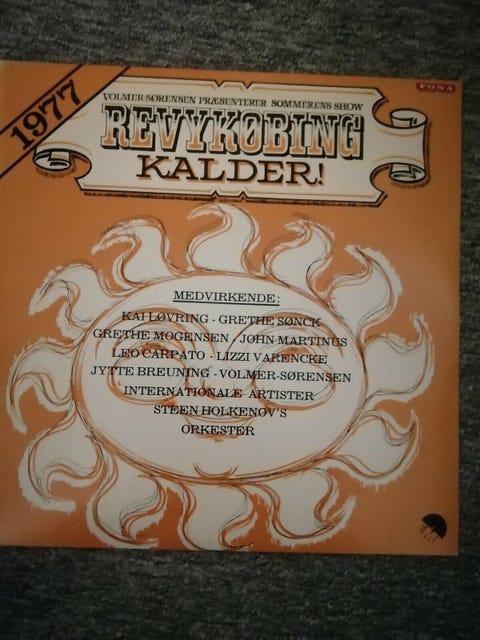 1977
FONA
VOLMER-SØRENSEN PRÆSENTERER SOMMERENS SHOW
REVYKØBING
KALDER!
MEDVIRKENDE:
KAI LØVRING - GRETHE SØNCK
GRETHE MOGENSEN - JOHN MARTINUS
LEO CARPATO - LIZZI VARENCKE
JYTTE BREUNING - VOLMER-SØRENSEN
INTERNATIONALE ARTISTER
STEEN HOLKENOV'S
ORKESTER